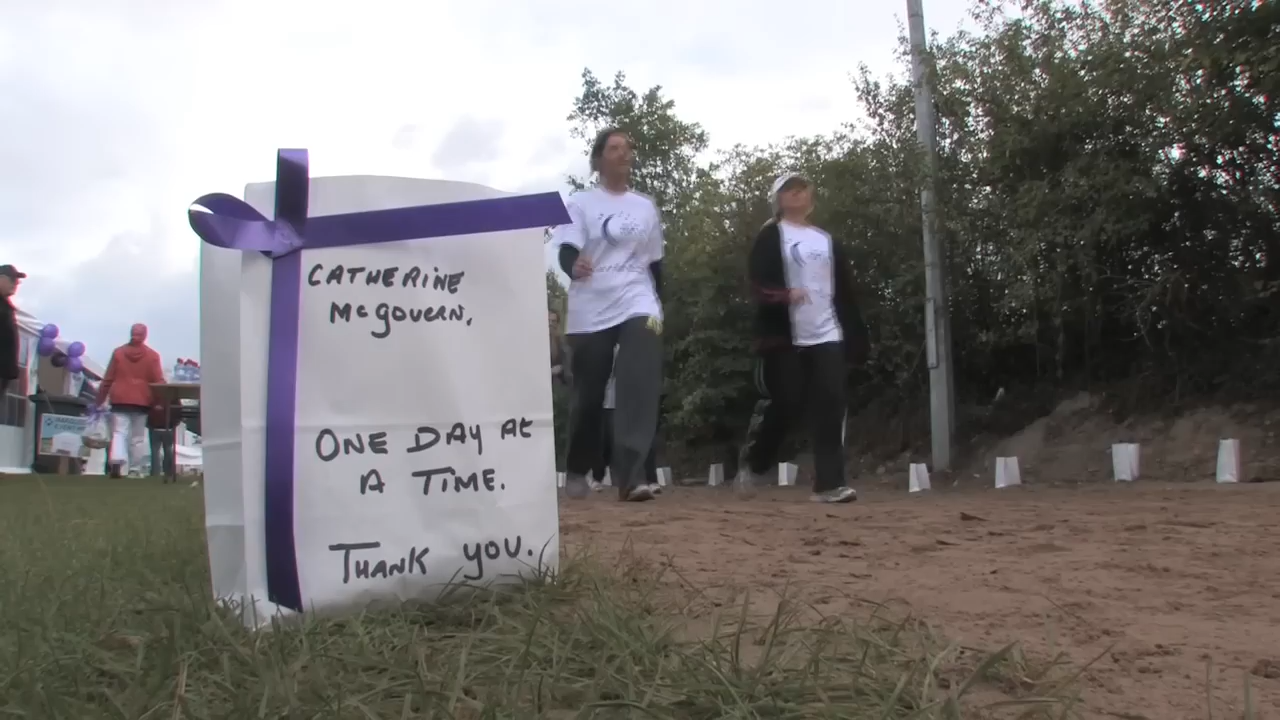 CATHERINE
McGOVERN.
ONE DAY AT
A TIME.
THANK YOU.